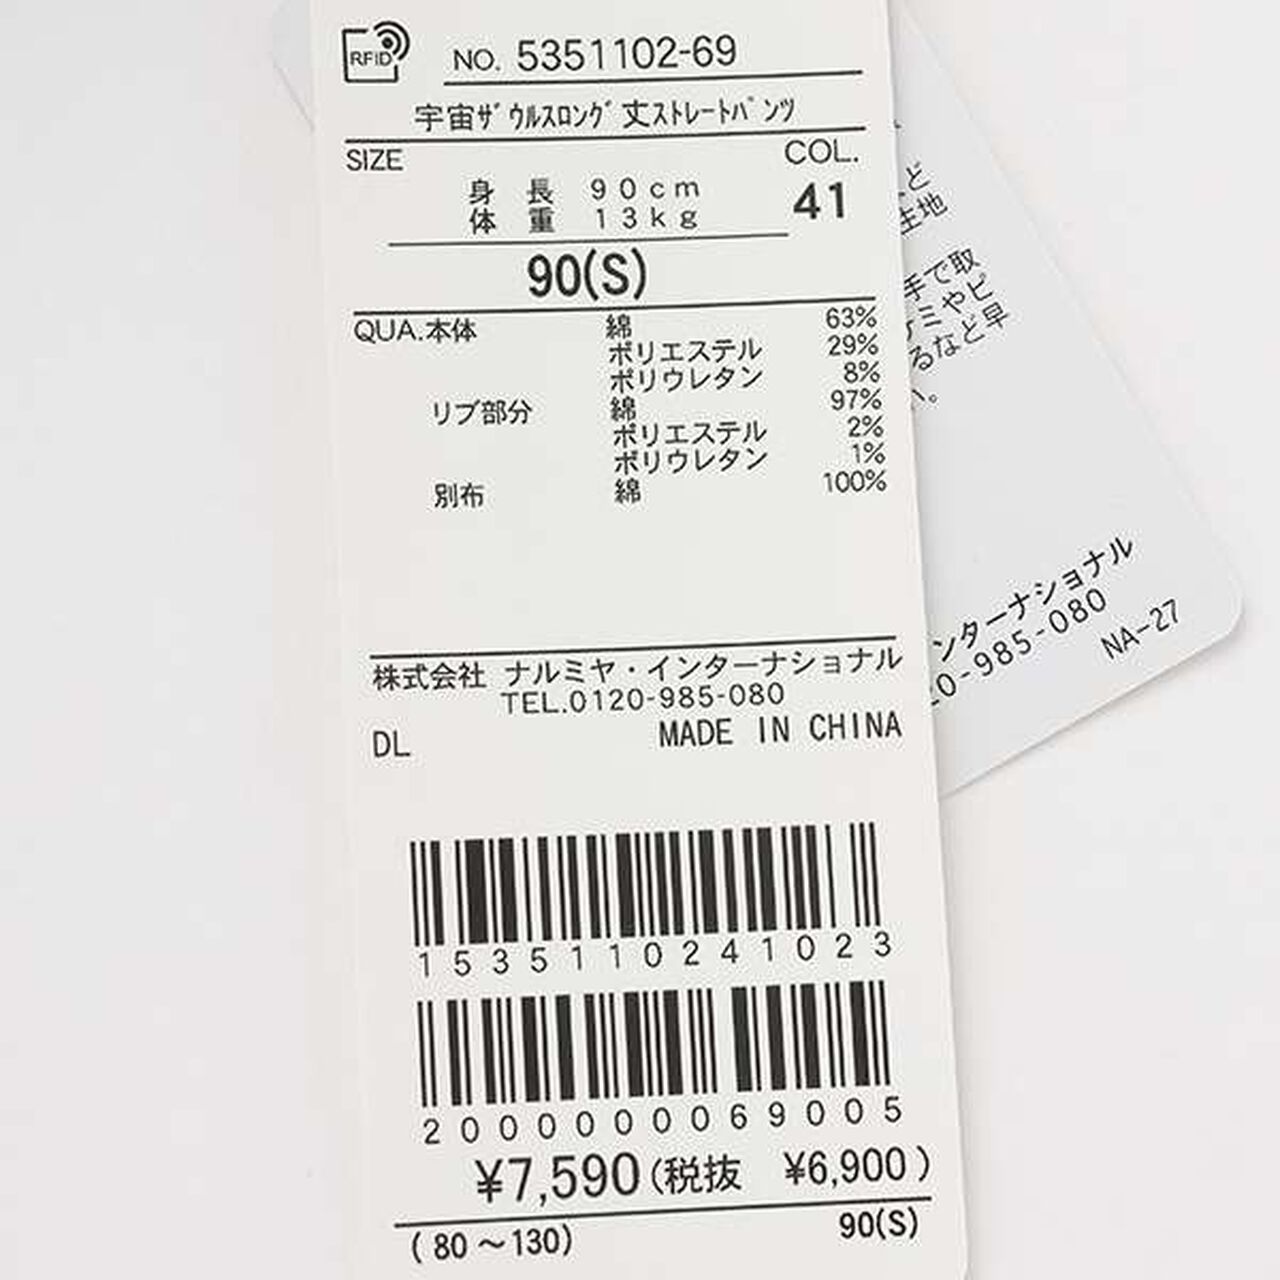 RFID
NO. 5351102-69
宇宙ｻﾞｳﾙｽﾛﾝｸﾞ丈ｽﾄﾚｰﾄﾊﾟﾝﾂ
SIZE COL.
身 長 90cm
体 重 13kg
41
90(S)
QUA.本体 綿 63%
ポリエステル 29%
ポリウレタン 8%
リブ部分 綿 97%
ポリエステル 2%
ポリウレタン 1%
別布 綿 100%
株式会社 ナルミヤ・インターナショナル
TEL.0120-985-080
DL MADE IN CHINA
1535110241023
2000000069005
¥7,590(税抜 ¥6,900)
(80～130) 90(S)
ど
生地
手で取
ミやピ
るなど早
い。
ンターナショナル
20-985-080
NA-27